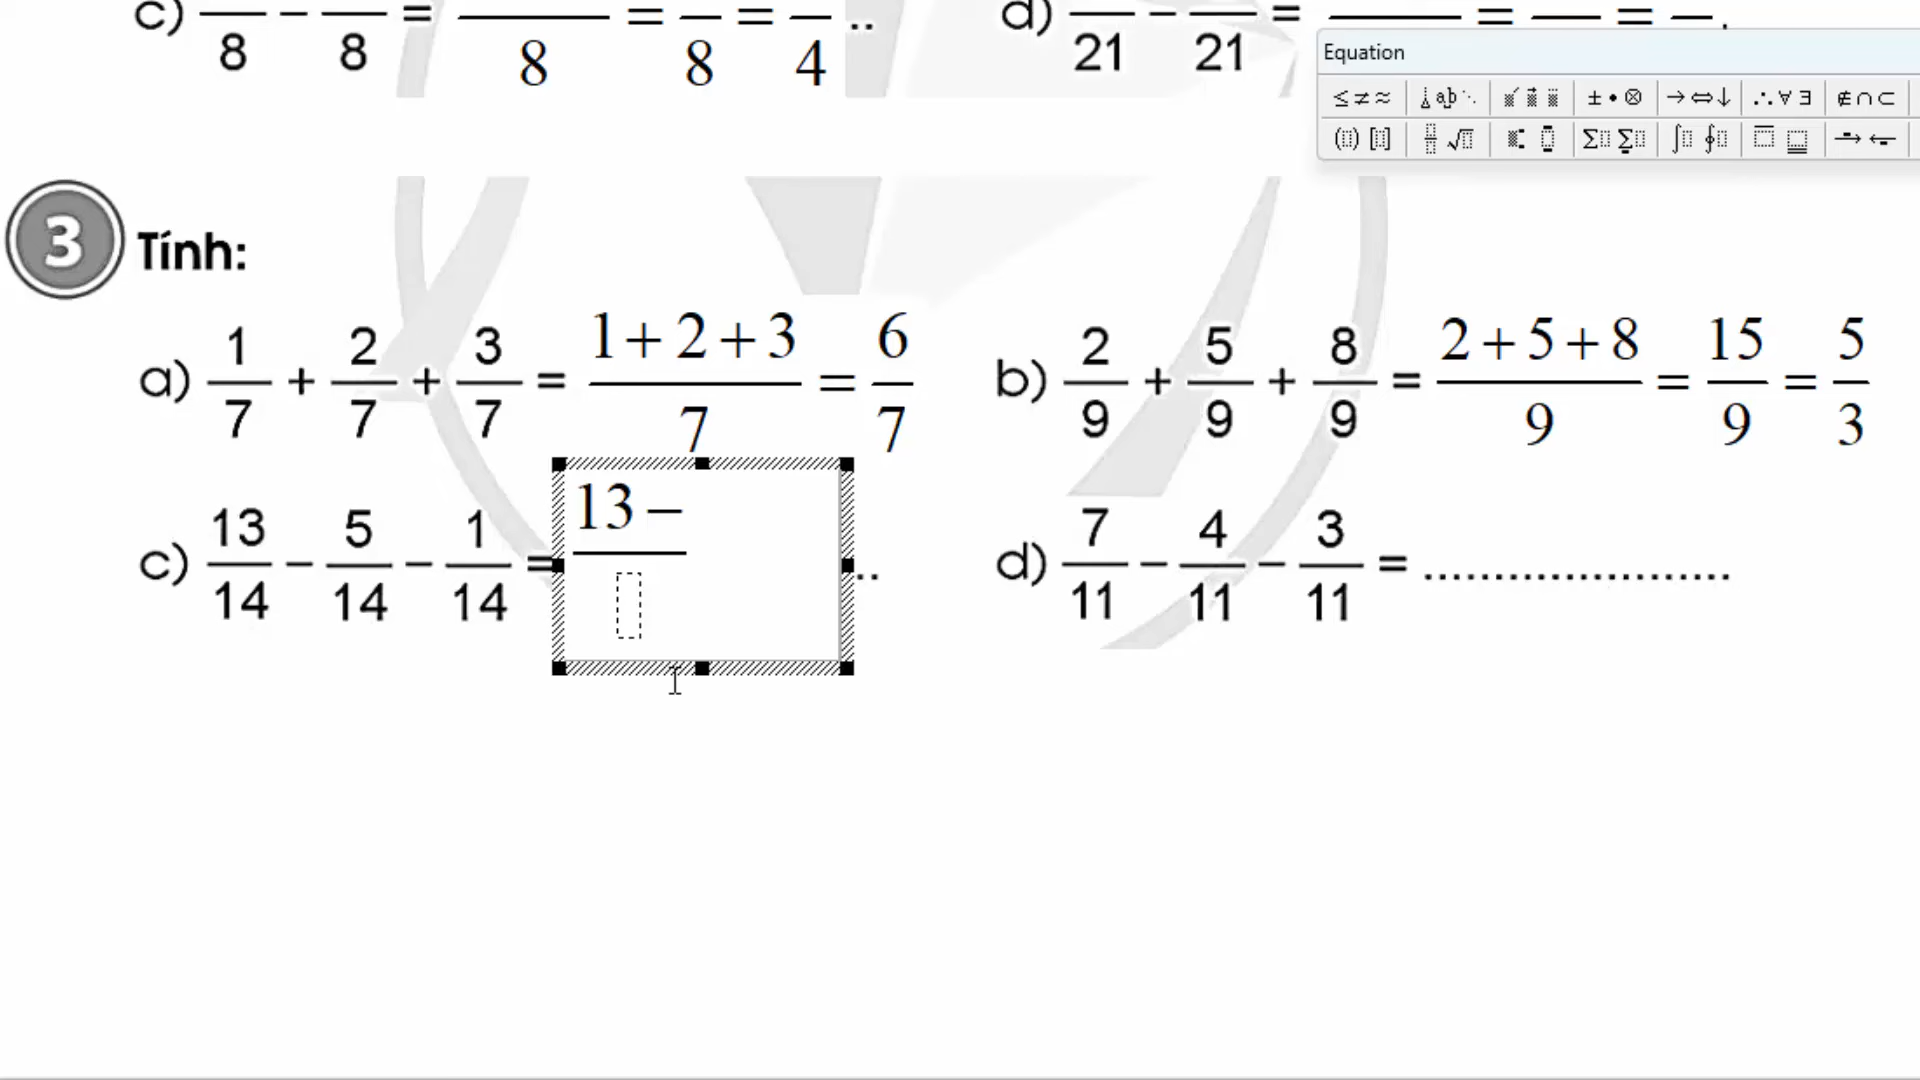 c) — − — = — = — = — ..
8 8 8 8 4
d) — − — = — = — = — .
21 21
Equation
3 Tính:
a) 1/7 + 2/7 + 3/7 = (1+2+3)/7 = 6/7
b) 2/9 + 5/9 + 8/9 = (2+5+8)/9 = 15/9 = 5/3
c) 13/14 − 5/14 − 1/14 = 13− ..
d) 7/11 − 4/11 − 3/11 = ......................